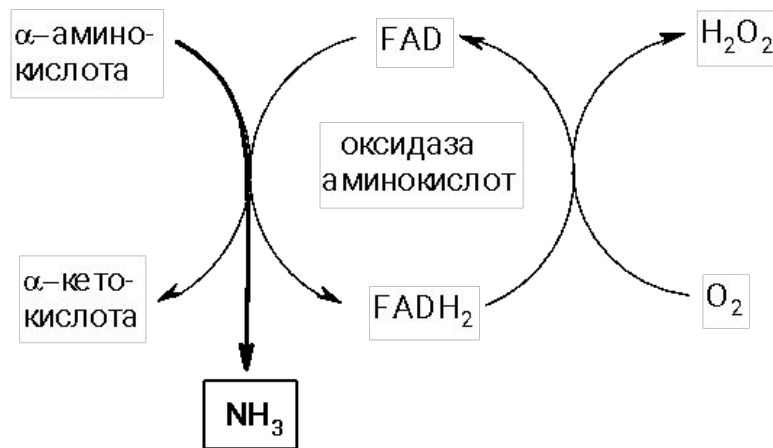 α–амино-
кислота
FAD
H₂O₂
оксидаза
аминокислот
α–кето-
кислота
FADH₂
O₂
NH₃